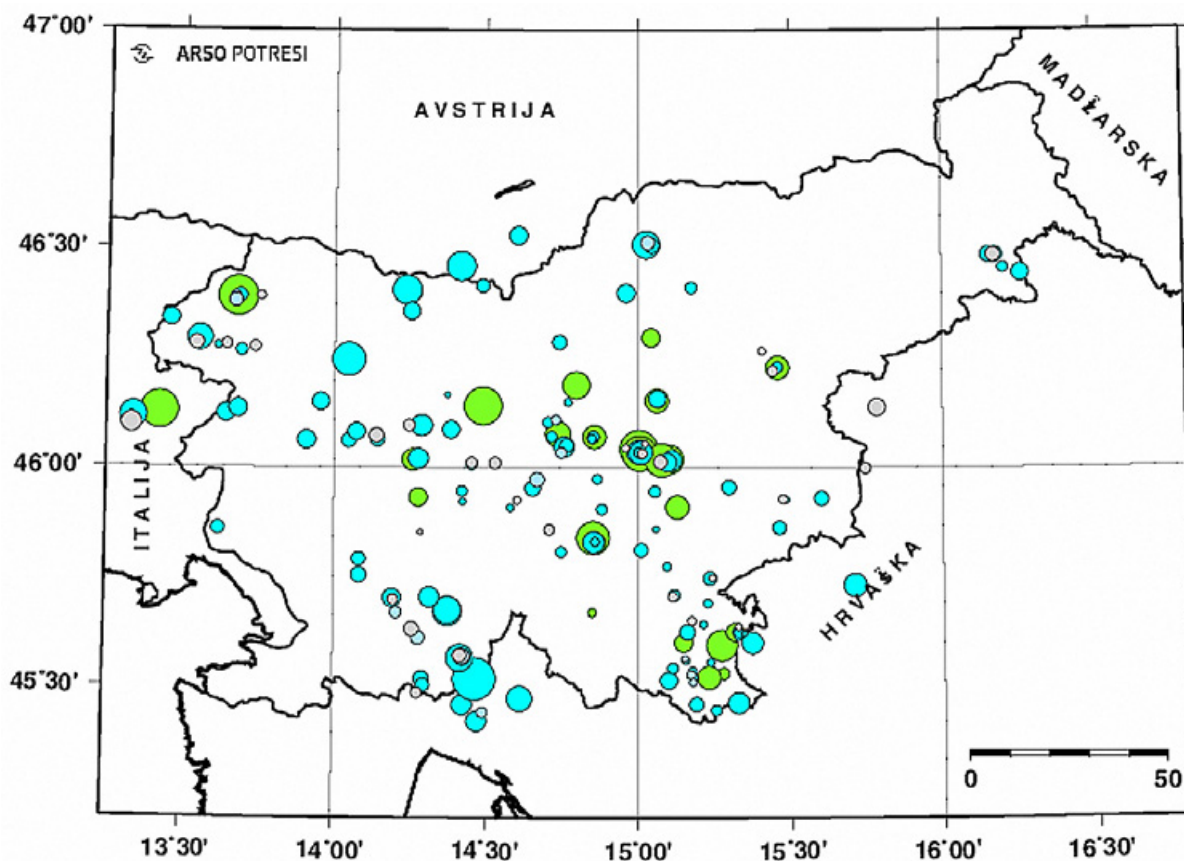 47°00'
ARSO POTRESI
AVSTRIJA
MADŽARSKA
46°30'
46°00'
ITALIJA
HRVAŠKA
45°30'
0 50
13°30' 14°00' 14°30' 15°00' 15°30' 16°00' 16°30'